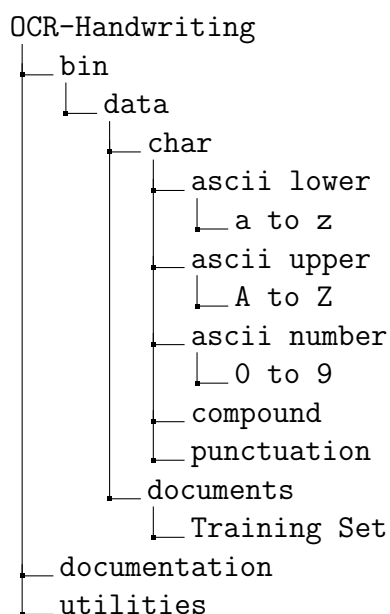 OCR-Handwriting
bin
data
char
ascii lower
a to z
ascii upper
A to Z
ascii number
0 to 9
compound
punctuation
documents
Training Set
documentation
utilities